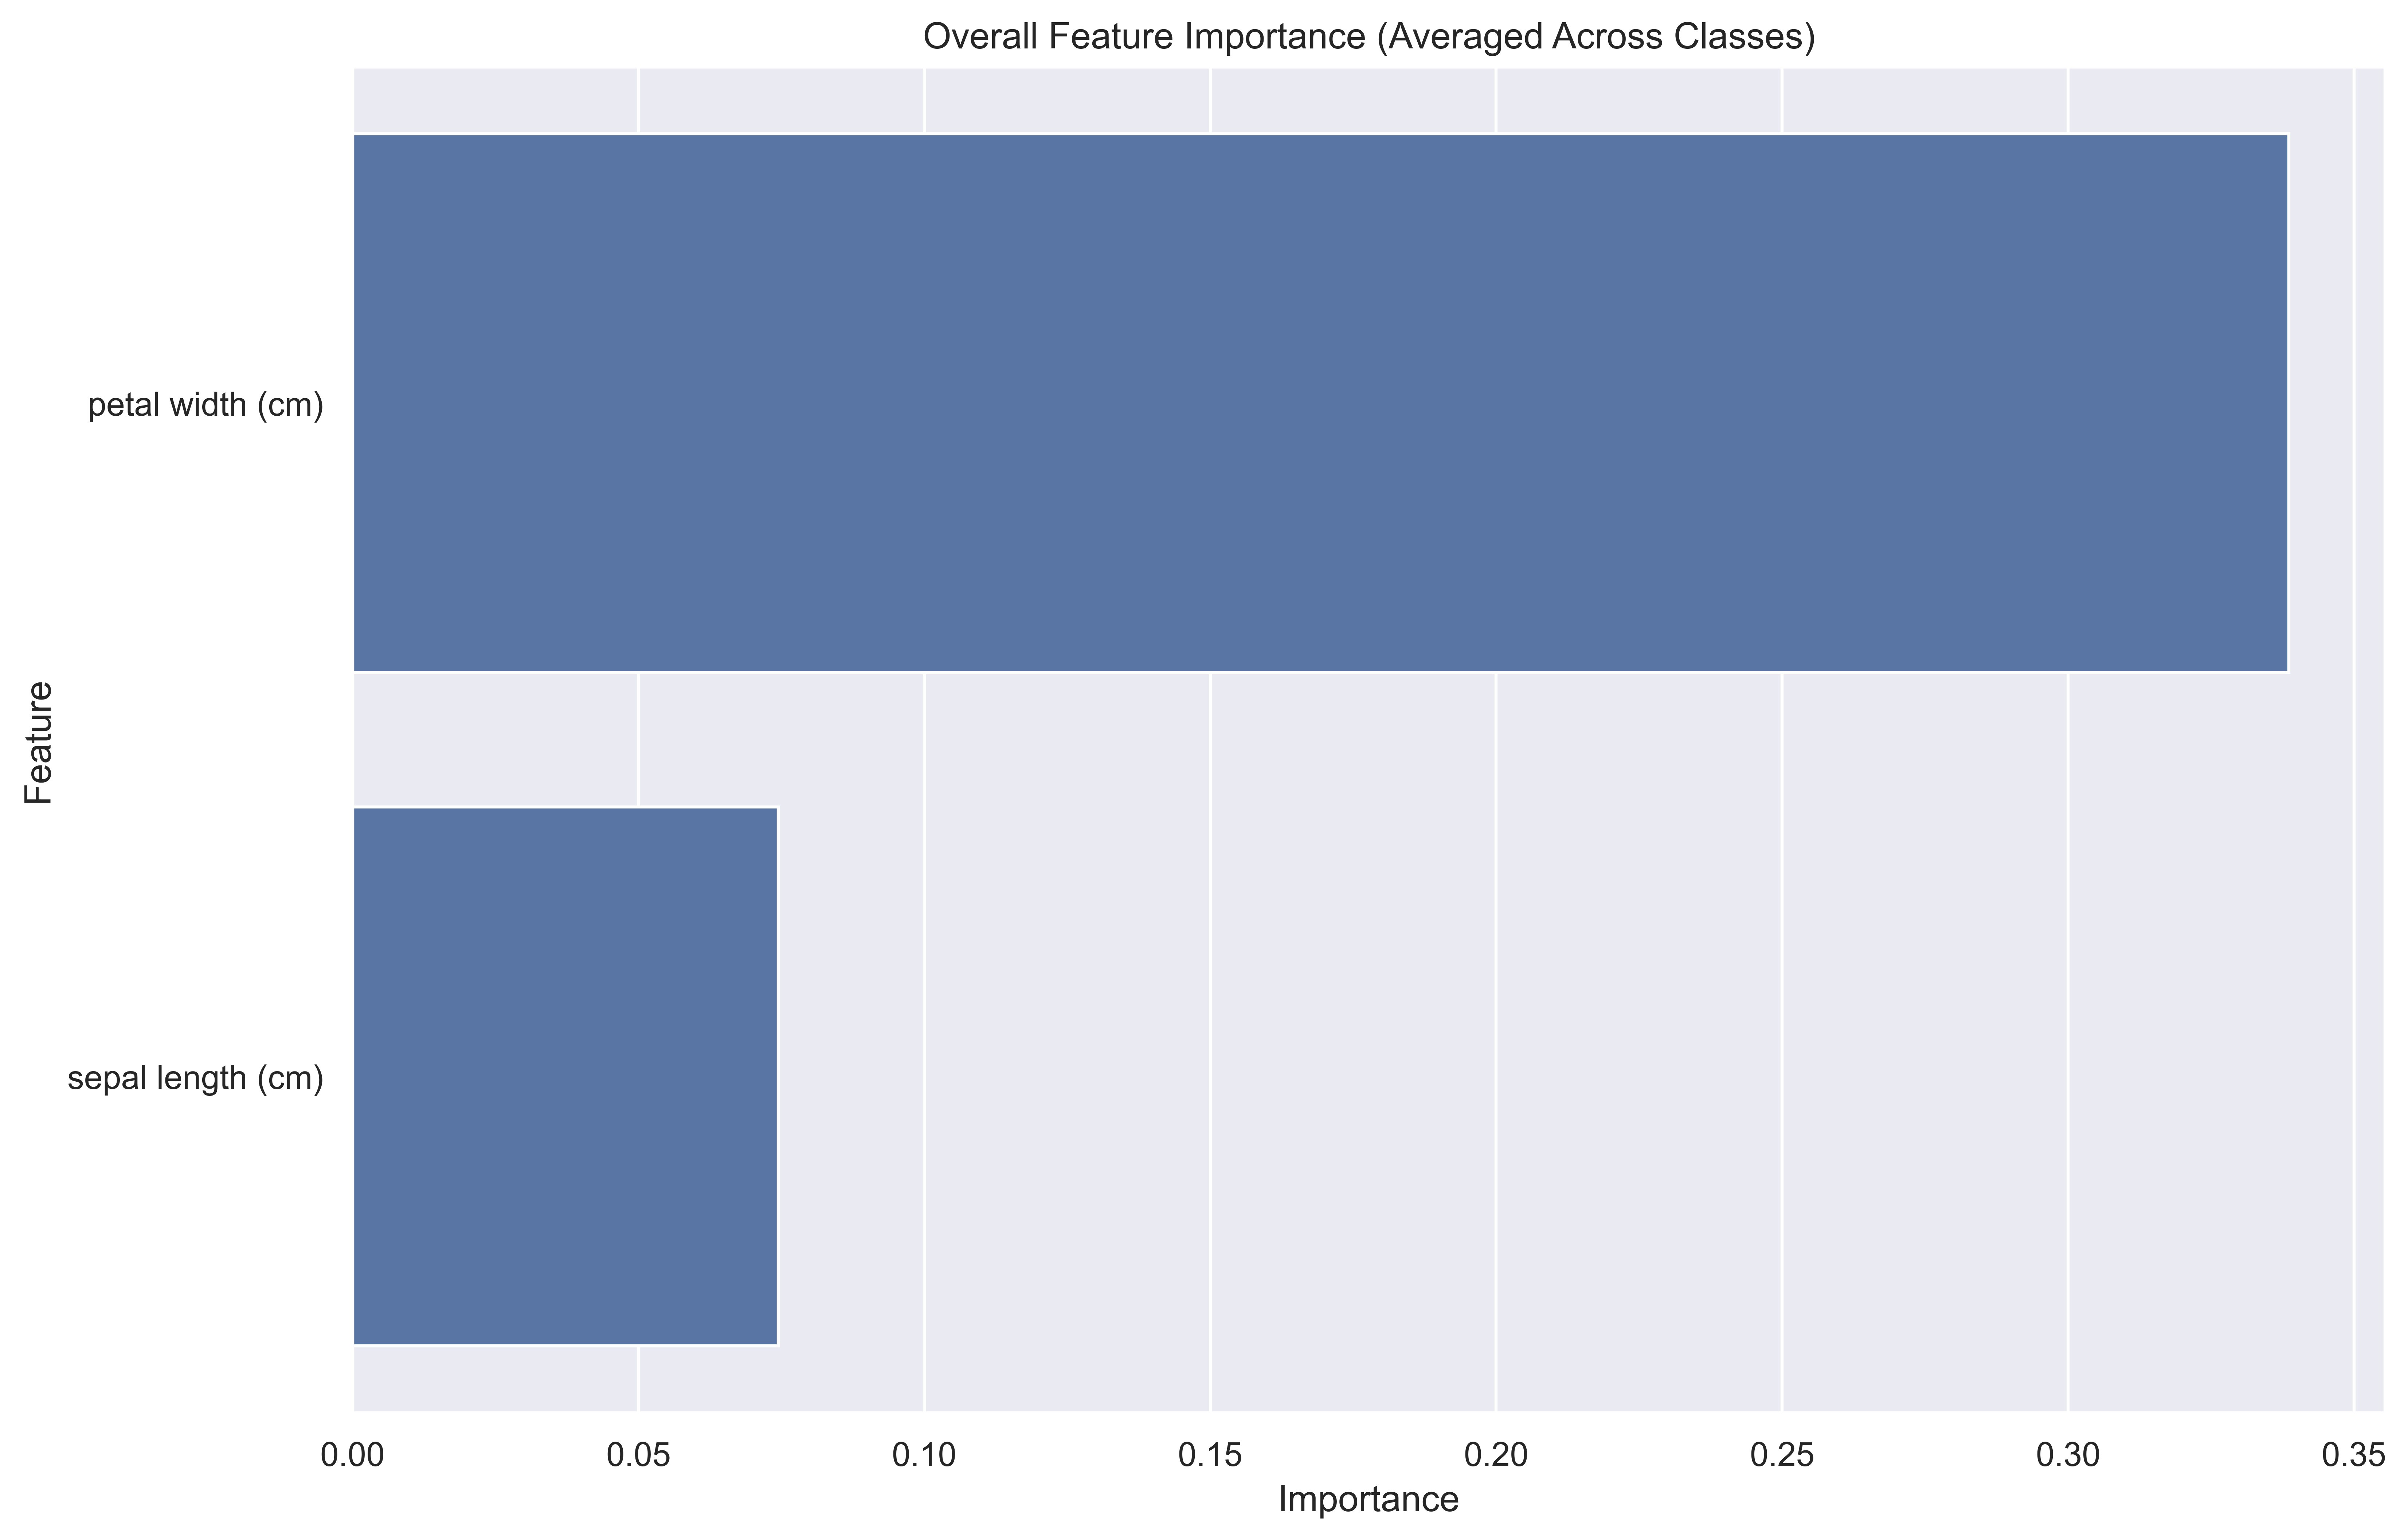 Overall Feature Importance (Averaged Across Classes)
petal width (cm)
Feature
sepal length (cm)
0.00 0.05 0.10 0.15 0.20 0.25 0.30 0.35
Importance